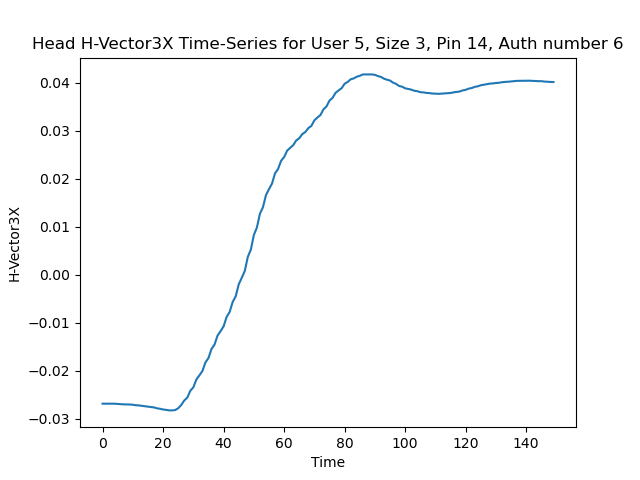 Head H-Vector3X Time-Series for User 5, Size 3, Pin 14, Auth number 6
0.04
0.03
0.02
0.01
0.00
−0.01
−0.02
−0.03
H-Vector3X
0 20 40 60 80 100 120 140
Time